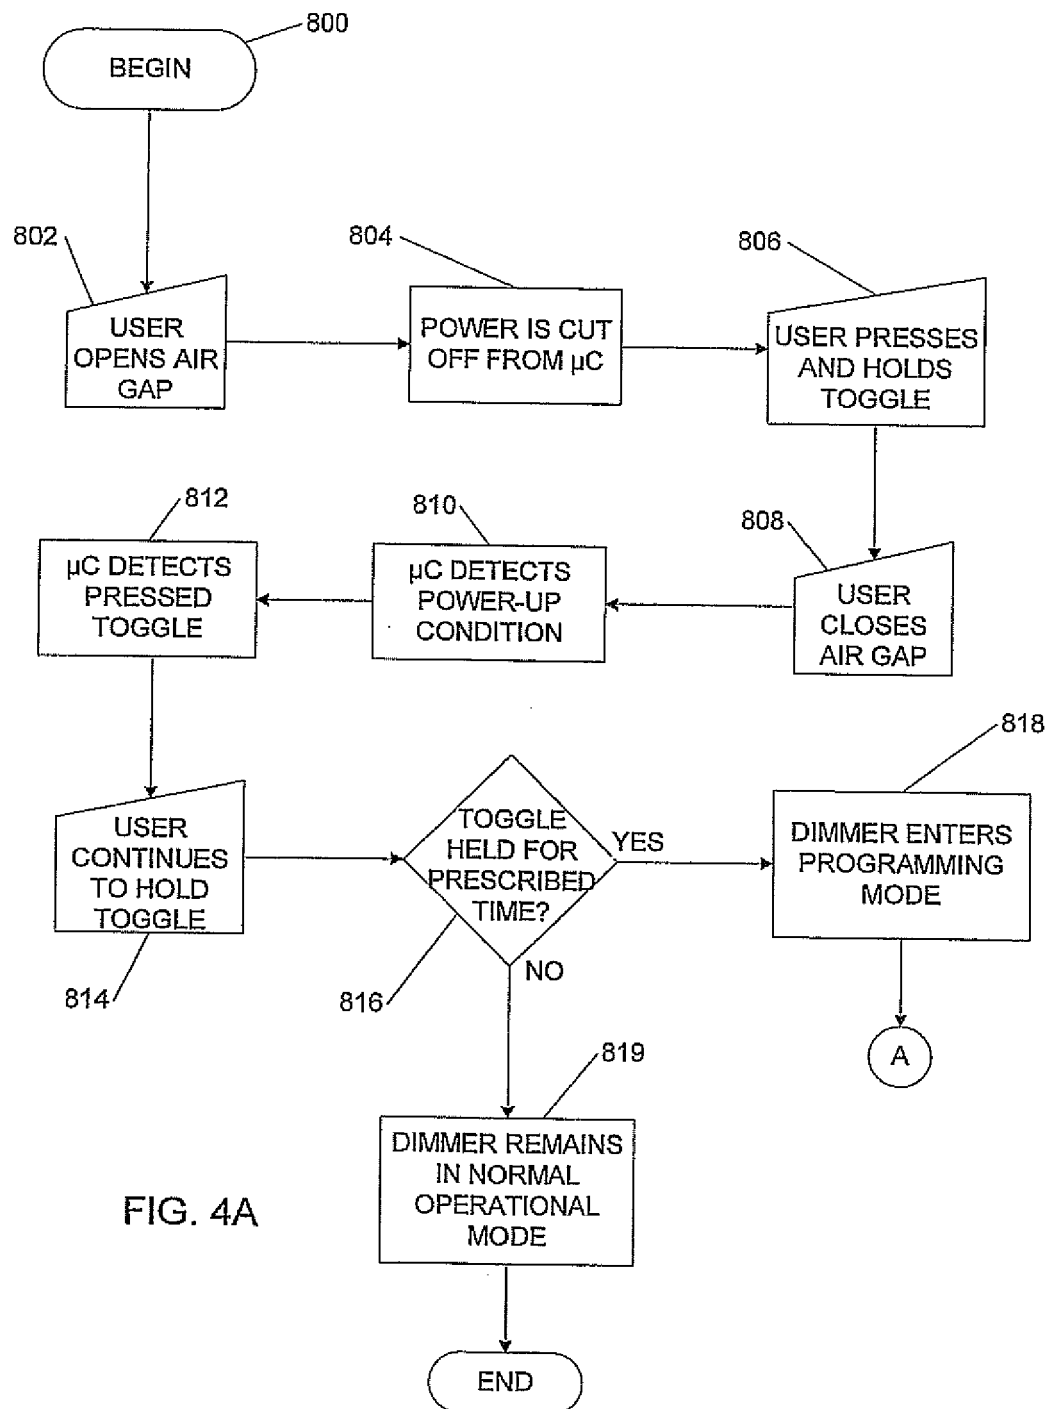 800
BEGIN
802
USER
OPENS AIR
GAP
804
POWER IS CUT
OFF FROM µC
806
USER PRESSES
AND HOLDS
TOGGLE
812
µC DETECTS
PRESSED
TOGGLE
810
µC DETECTS
POWER-UP
CONDITION
808
USER
CLOSES
AIR GAP
814
USER
CONTINUES
TO HOLD
TOGGLE
816
TOGGLE
HELD FOR
PRESCRIBED
TIME?
YES
NO
818
DIMMER ENTERS
PROGRAMMING
MODE
A
819
DIMMER REMAINS
IN NORMAL
OPERATIONAL
MODE
FIG. 4A
END